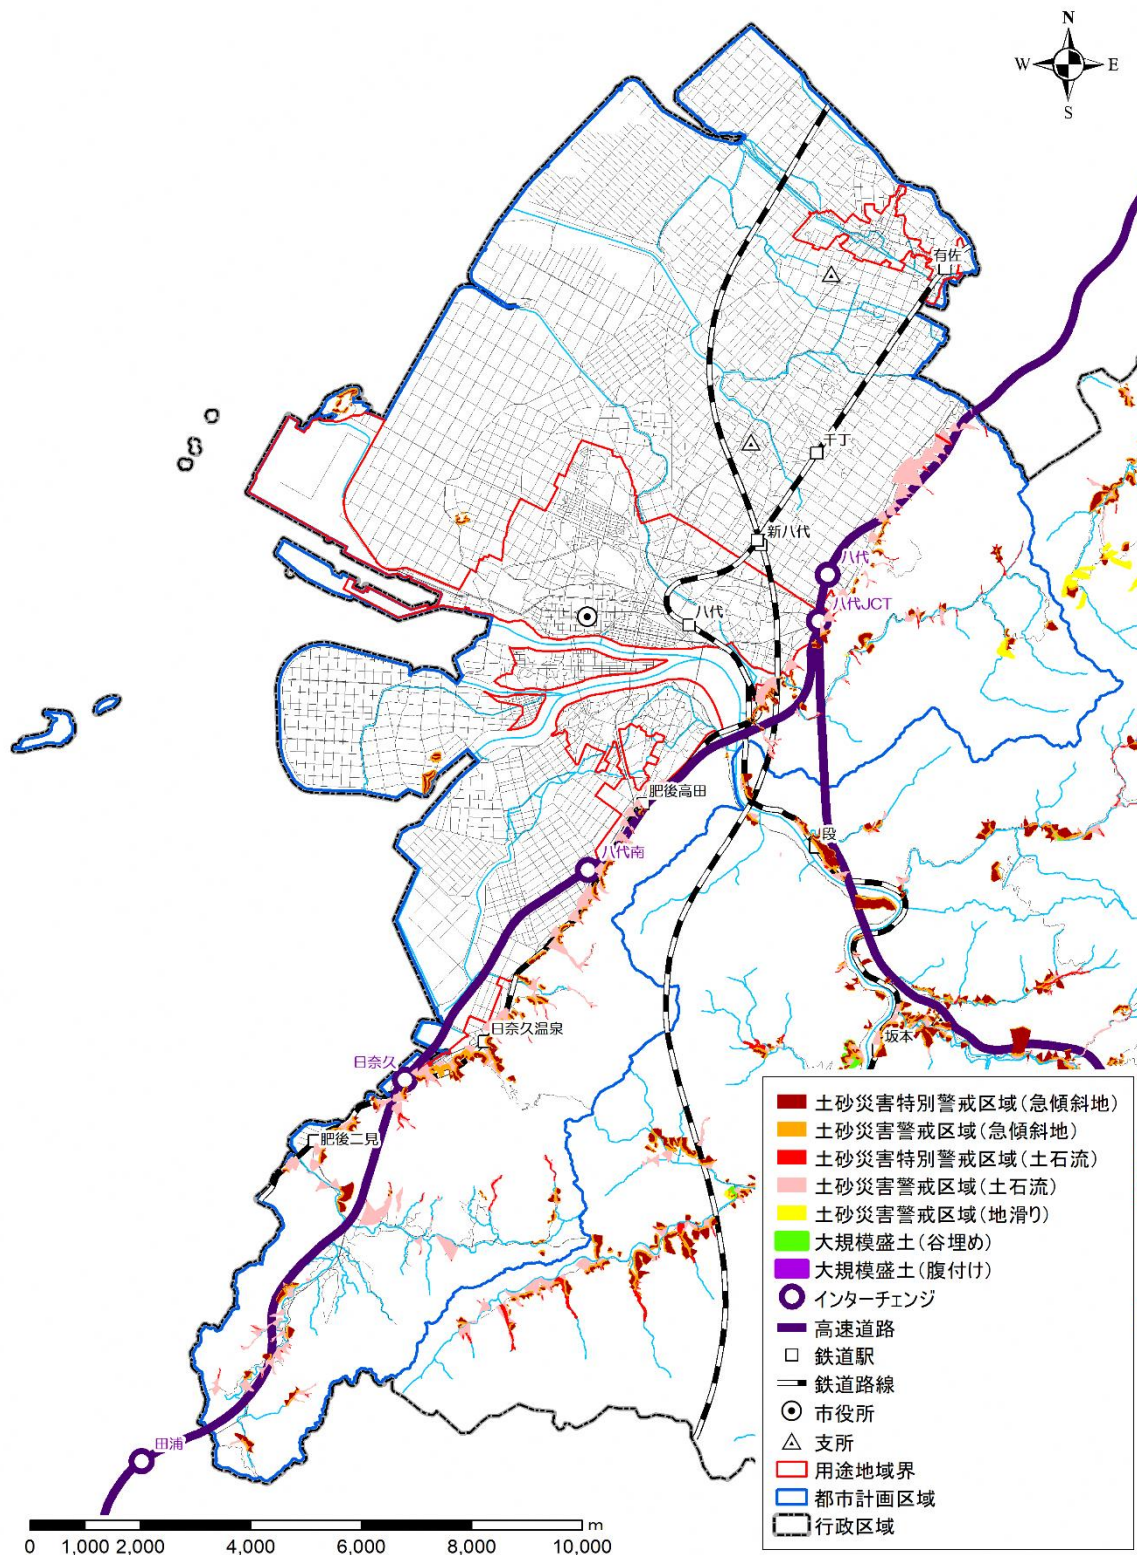 N
W
E
S
有佐
千丁
新八代
八代
八代JCT
八代
肥後高田
段
八代南
坂本
日奈久温泉
日奈久
肥後二見
田浦
土砂災害特別警戒区域(急傾斜地)
土砂災害警戒区域(急傾斜地)
土砂災害特別警戒区域(土石流)
土砂災害警戒区域(土石流)
土砂災害警戒区域(地滑り)
大規模盛土(谷埋め)
大規模盛土(腹付け)
インターチェンジ
高速道路
鉄道駅
鉄道路線
市役所
支所
用途地域界
都市計画区域
行政区域
m
0 1,000 2,000 4,000 6,000 8,000 10,000